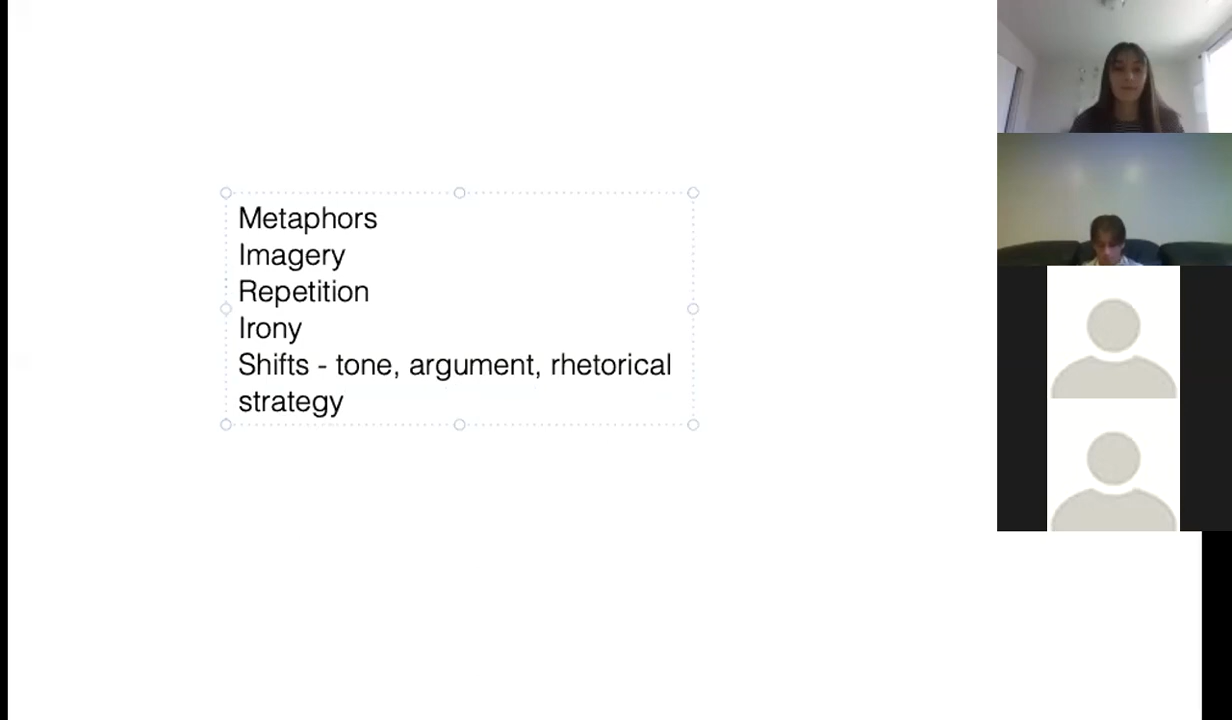 Metaphors
Imagery
Repetition
Irony
Shifts - tone, argument, rhetorical
strategy